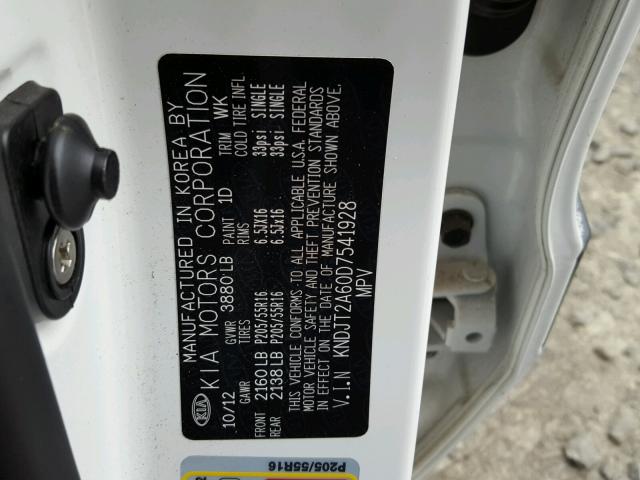 MANUFACTURED IN KOREA BY
KIA KIA MOTORS CORPORATION
10/12 GVWR 3880 LB PAINT 1D TRIM WK
GAWR TIRES RIMS COLD TIRE INFL.
FRONT 2160 LB P205/55R16 6.5Jx16 33psi SINGLE
REAR 2138 LB P205/55R16 6.5Jx16 33psi SINGLE
THIS VEHICLE CONFORMS TO ALL APPLICABLE U.S.A. FEDERAL
MOTOR VEHICLE SAFETY AND THEFT PREVENTION STANDARDS
IN EFFECT ON THE DATE OF MANUFACTURE SHOWN ABOVE.
V.I.N KNDJT2A60D7541928
MPV
P205/55R16